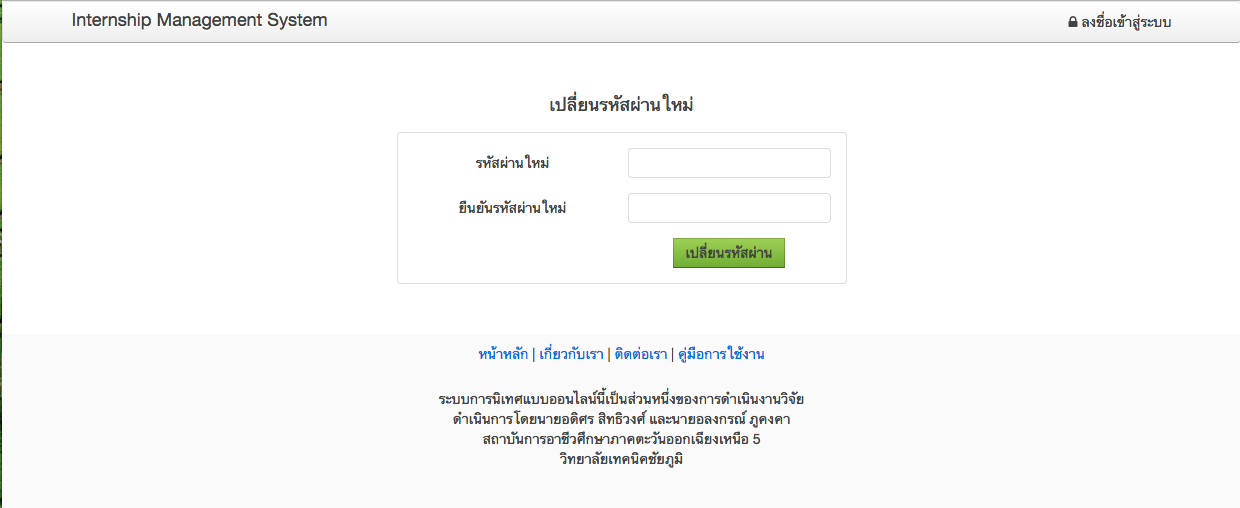 Internship Management System
ลงชื่อเข้าสู่ระบบ
เปลี่ยนรหัสผ่านใหม่
รหัสผ่านใหม่
ยืนยันรหัสผ่านใหม่
เปลี่ยนรหัสผ่าน
หน้าหลัก | เกี่ยวกับเรา | ติดต่อเรา | คู่มือการใช้งาน
ระบบการนิเทศแบบออนไลน์นี้เป็นส่วนหนึ่งของการดำเนินงานวิจัย
ดำเนินการโดยนายอดิศร สิทธิวงศ์ และนายอลงกรณ์ ภูคงคา
สถาบันการอาชีวศึกษาภาคตะวันออกเฉียงเหนือ 5
วิทยาลัยเทคนิคชัยภูมิ